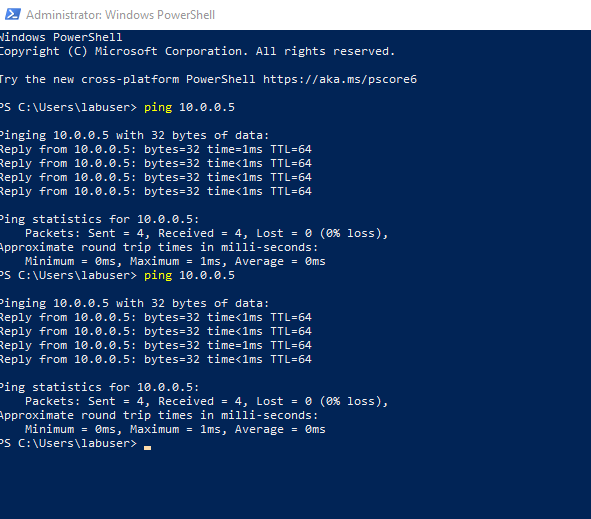 Administrator: Windows PowerShell
Windows PowerShell
Copyright (C) Microsoft Corporation. All rights reserved.
Try the new cross-platform PowerShell https://aka.ms/pscore6
PS C:\Users\labuser> ping 10.0.0.5
Pinging 10.0.0.5 with 32 bytes of data:
Reply from 10.0.0.5: bytes=32 time=1ms TTL=64
Reply from 10.0.0.5: bytes=32 time<1ms TTL=64
Reply from 10.0.0.5: bytes=32 time<1ms TTL=64
Reply from 10.0.0.5: bytes=32 time<1ms TTL=64
Ping statistics for 10.0.0.5:
    Packets: Sent = 4, Received = 4, Lost = 0 (0% loss),
Approximate round trip times in milli-seconds:
    Minimum = 0ms, Maximum = 1ms, Average = 0ms
PS C:\Users\labuser> ping 10.0.0.5
Pinging 10.0.0.5 with 32 bytes of data:
Reply from 10.0.0.5: bytes=32 time<1ms TTL=64
Reply from 10.0.0.5: bytes=32 time<1ms TTL=64
Reply from 10.0.0.5: bytes=32 time=1ms TTL=64
Reply from 10.0.0.5: bytes=32 time<1ms TTL=64
Ping statistics for 10.0.0.5:
    Packets: Sent = 4, Received = 4, Lost = 0 (0% loss),
Approximate round trip times in milli-seconds:
    Minimum = 0ms, Maximum = 1ms, Average = 0ms
PS C:\Users\labuser>